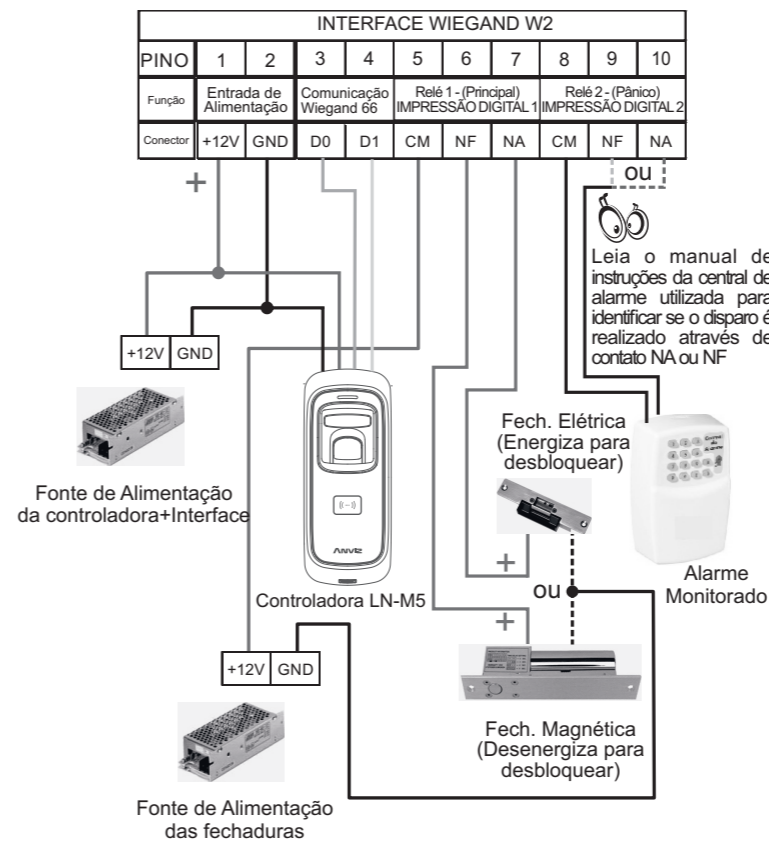 INTERFACE WIEGAND W2
PINO 1 2 3 4 5 6 7 8 9 10
Função
Entrada de
Alimentação
Comunicação
Wiegand 66
Relé 1 - (Principal)
IMPRESSÃO DIGITAL 1
Relé 2 - (Pânico)
IMPRESSÃO DIGITAL 2
Conector +12V GND D0 D1 CM NF NA CM NF NA
+
ou
Leia o manual de
instruções da central de
alarme utilizada para
identificar se o disparo é
realizado através de
contato NA ou NF
+12V GND
Fonte de Alimentação
da controladora+Interface
ANVIZ
Controladora LN-M5
Fech. Elétrica
(Energiza para
desbloquear)
+
ou
+
Alarme
Monitorado
+12V GND
Fech. Magnética
(Desenergiza para
desbloquear)
Fonte de Alimentação
das fechaduras